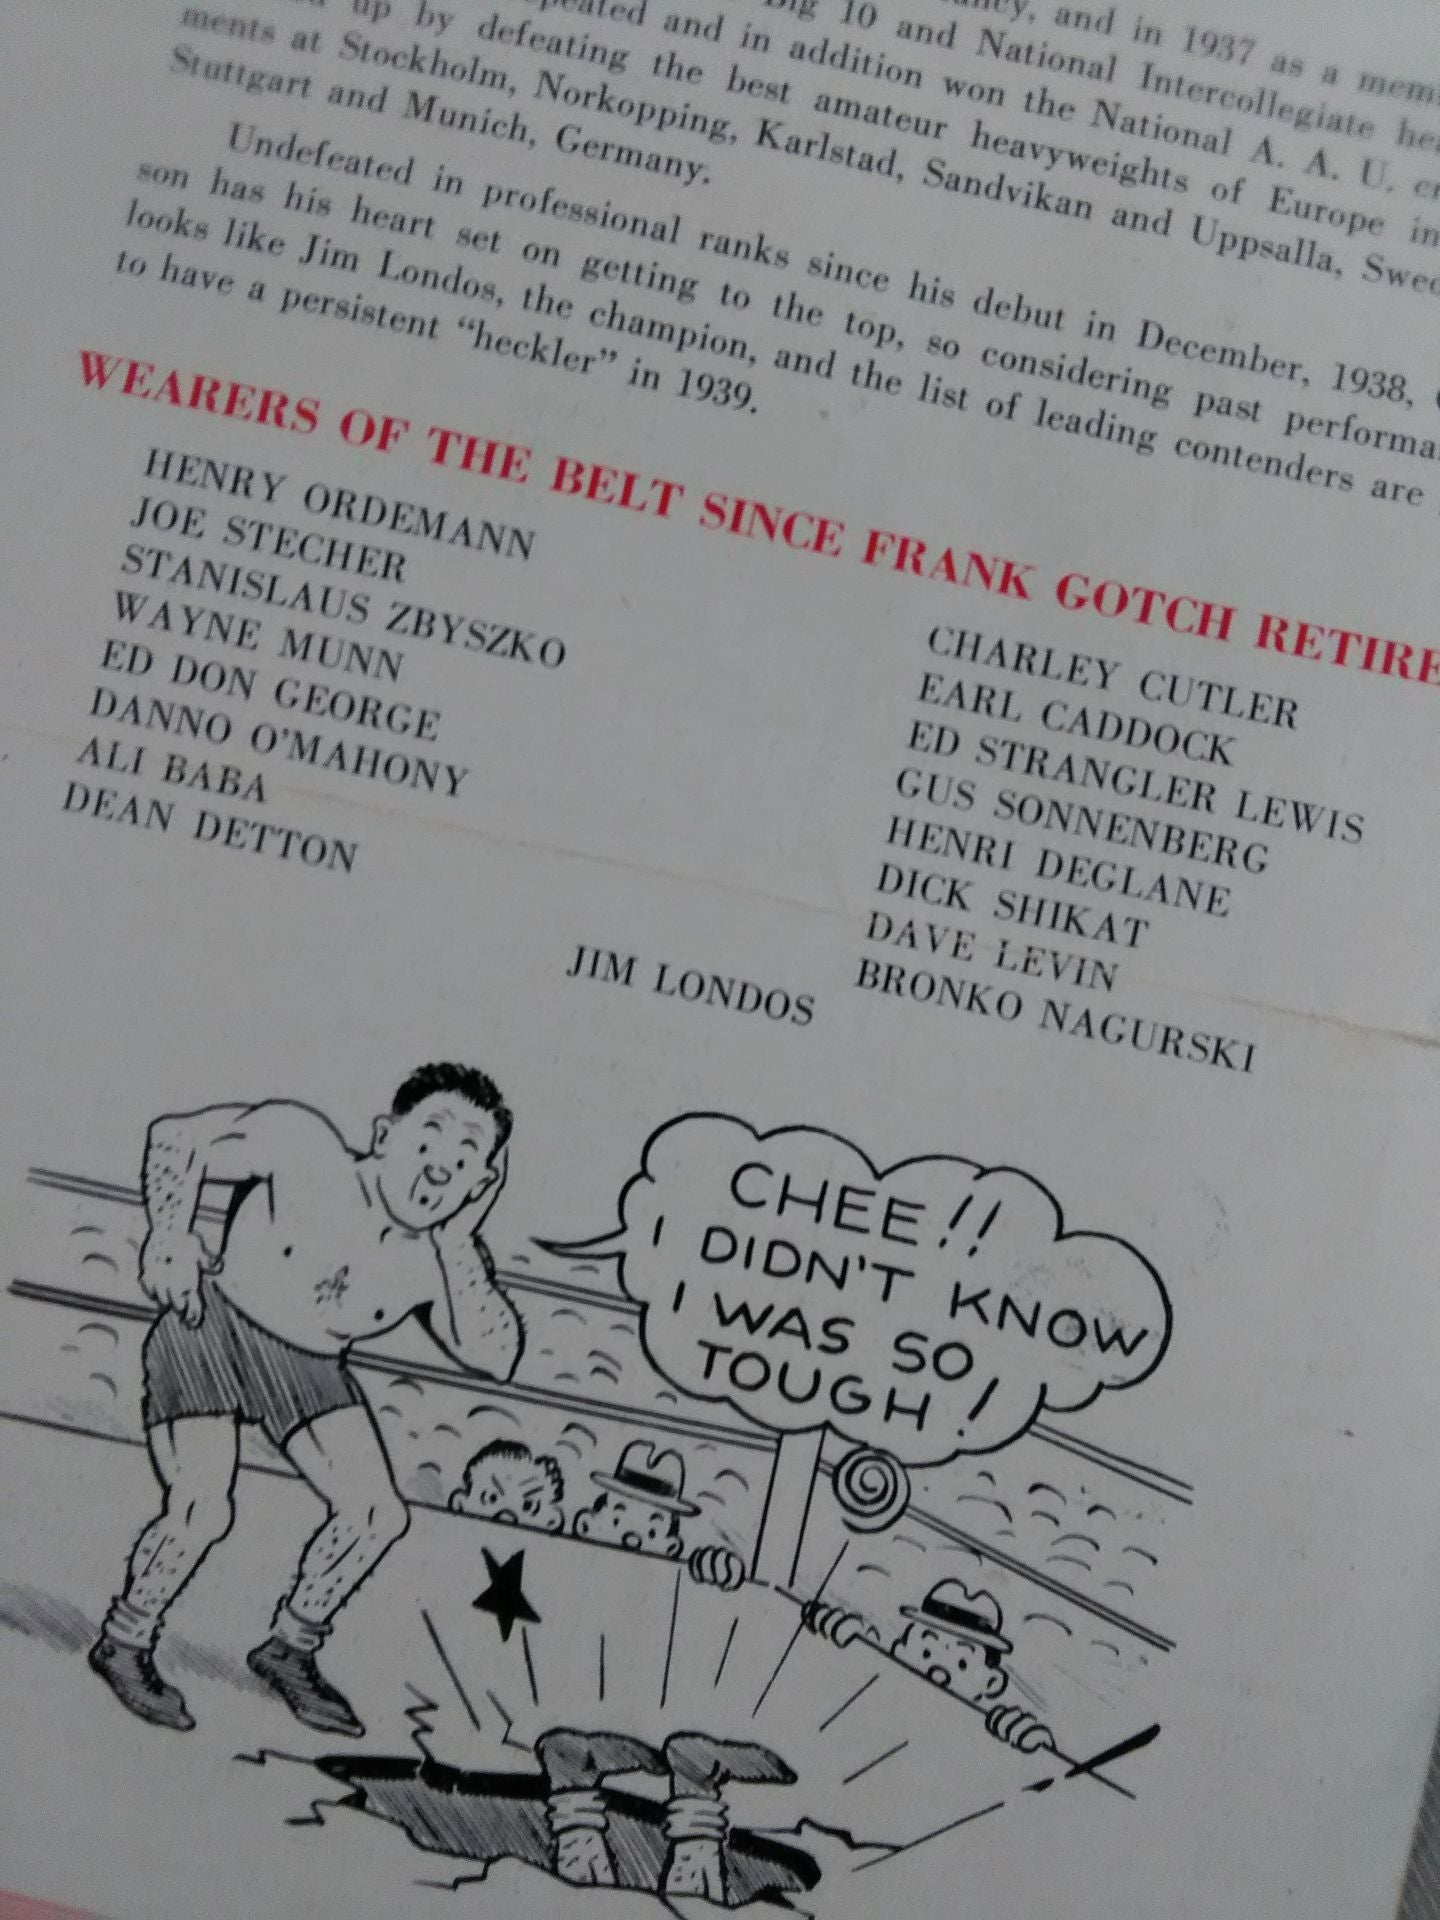 Big 10 and in 1937 as a
and in addition won the National Intercollegiate
up by defeating the best amateur heavyweights of Europe in
ments at Stockholm, Norkopping, Karlstad, Sandvikan and Uppsalla,
Stuttgart and Munich, Germany.
Undefeated in professional ranks since his debut in December, 1938,
son has his heart set on getting to the top, so considering past
looks like Jim Londos, the champion, and the list of leading contenders are
to have a persistent “heckler” in 1939.
WEARERS OF THE BELT SINCE FRANK GOTCH RETIRE
HENRY ORDEMANN
JOE STECHER
STANISLAUS ZBYSZKO
WAYNE MUNN
ED DON GEORGE
DANNO O'MAHONY
ALI BABA
DEAN DETTON
CHARLEY CUTLER
EARL CADDOCK
ED STRANGLER LEWIS
GUS SONNENBERG
HENRI DEGLANE
DICK SHIKAT
DAVE LEVIN
BRONKO NAGURSKI
JIM LONDOS
CHEE!!
I DIDN'T KNOW
I WAS SO
TOUGH!